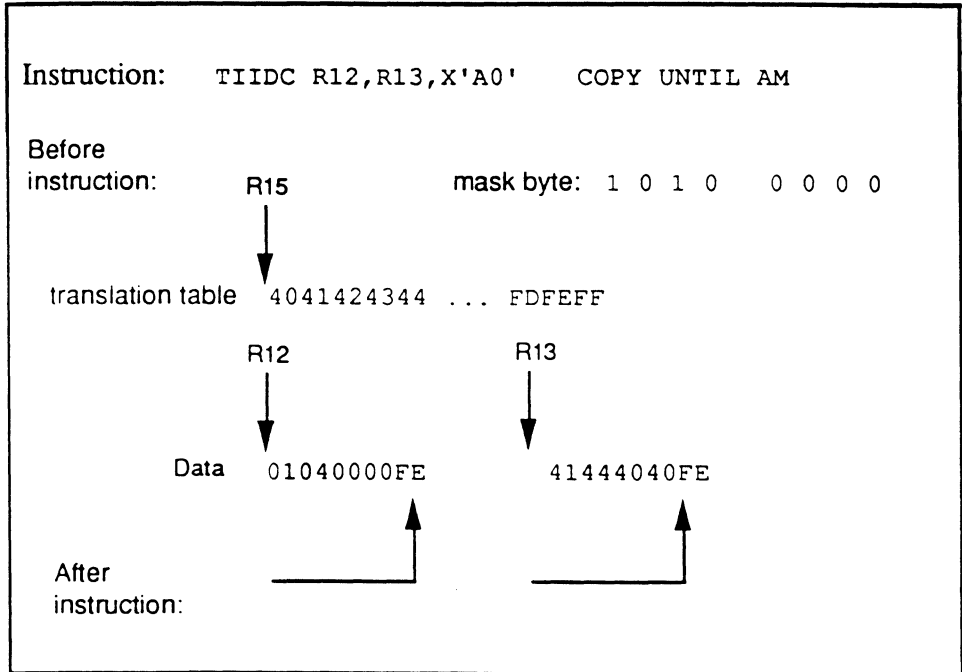 Instruction: TIIDC R12,R13,X'A0' COPY UNTIL AM
Before
instruction:
R15
mask byte: 1 0 1 0 0 0 0 0
translation table 4041424344 ... FDFEFF
R12 R13
Data 01040000FE 41444040FE
After
instruction: